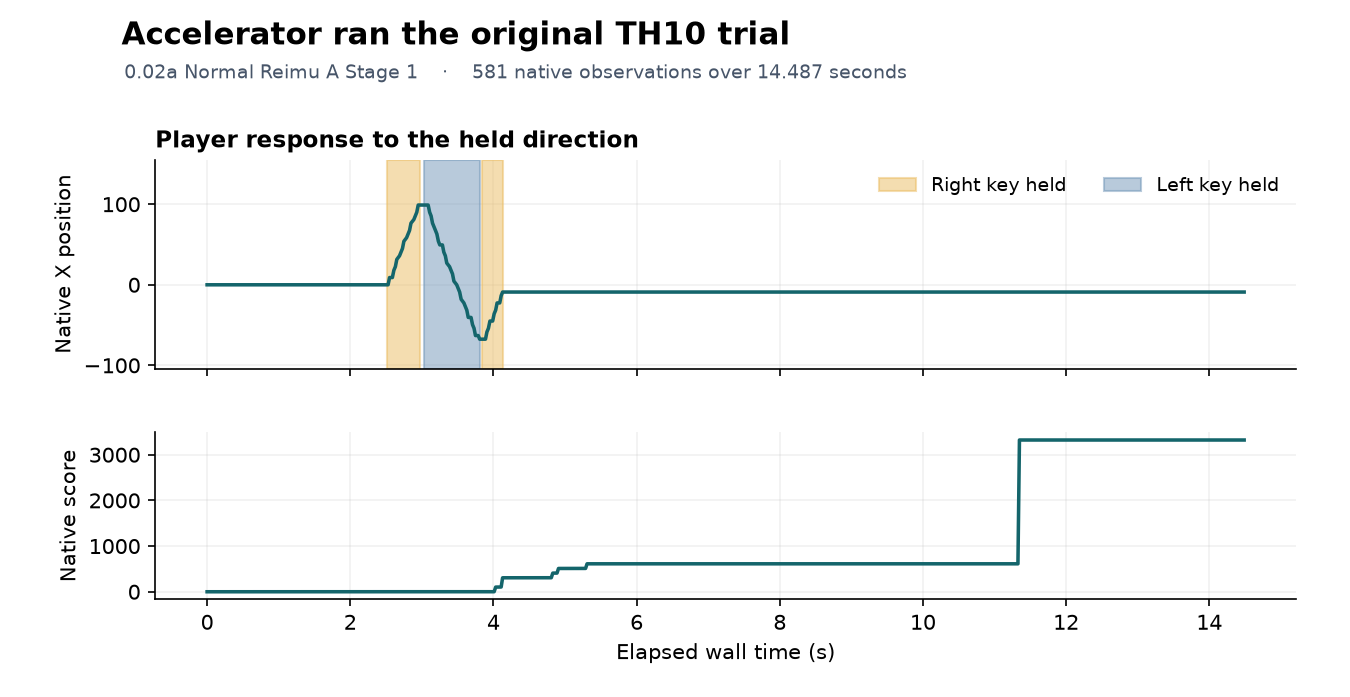 Accelerator ran the original TH10 trial
0.02a Normal Reimu A Stage 1 · 581 native observations over 14.487 seconds
Player response to the held direction
Right key held
Left key held
Native X position
100
0
−100
Native score
3000
2000
1000
0
0 2 4 6 8 10 12 14
Elapsed wall time (s)